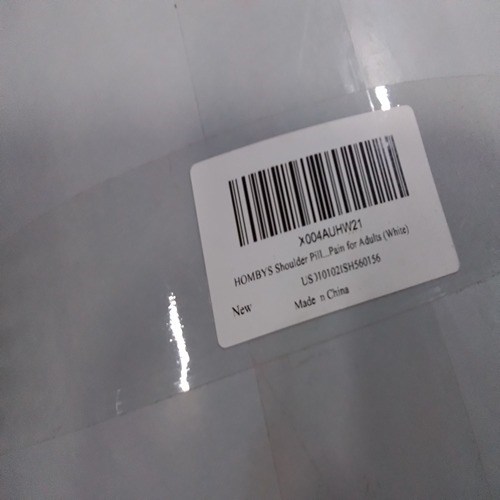 X004AUHW21
HOMBYS Shoulder Pill...Pain for Adults (White)
US J10102ISH560156
New
Made n China